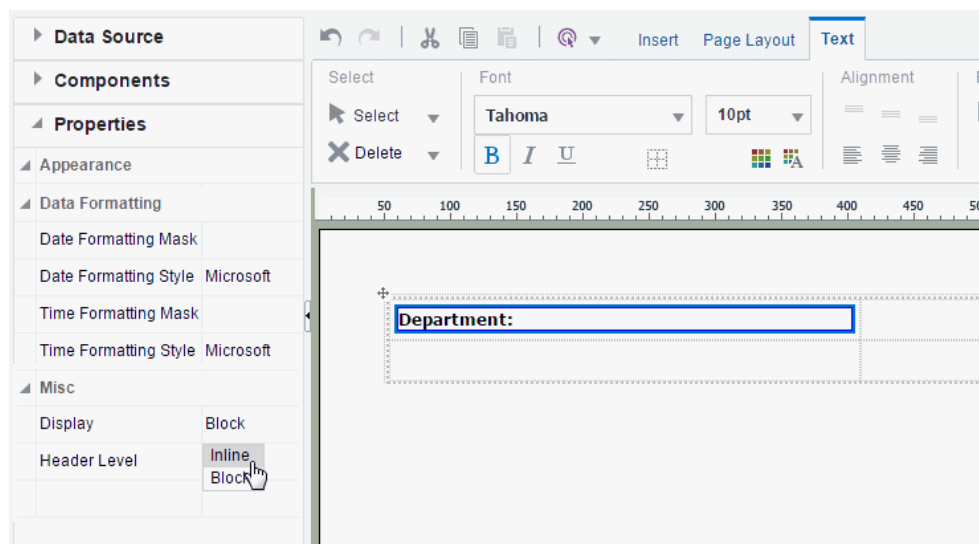 Data Source
Components
Properties
Appearance
Data Formatting
Date Formatting Mask
Date Formatting Style Microsoft
Time Formatting Mask
Time Formatting Style Microsoft
Misc
Display Block
Header Level Inline
Block
Insert Page Layout Text
Select Font Alignment
Select Tahoma 10pt
Delete B I U
50 100 150 200 250 300 350 400 450
Department: